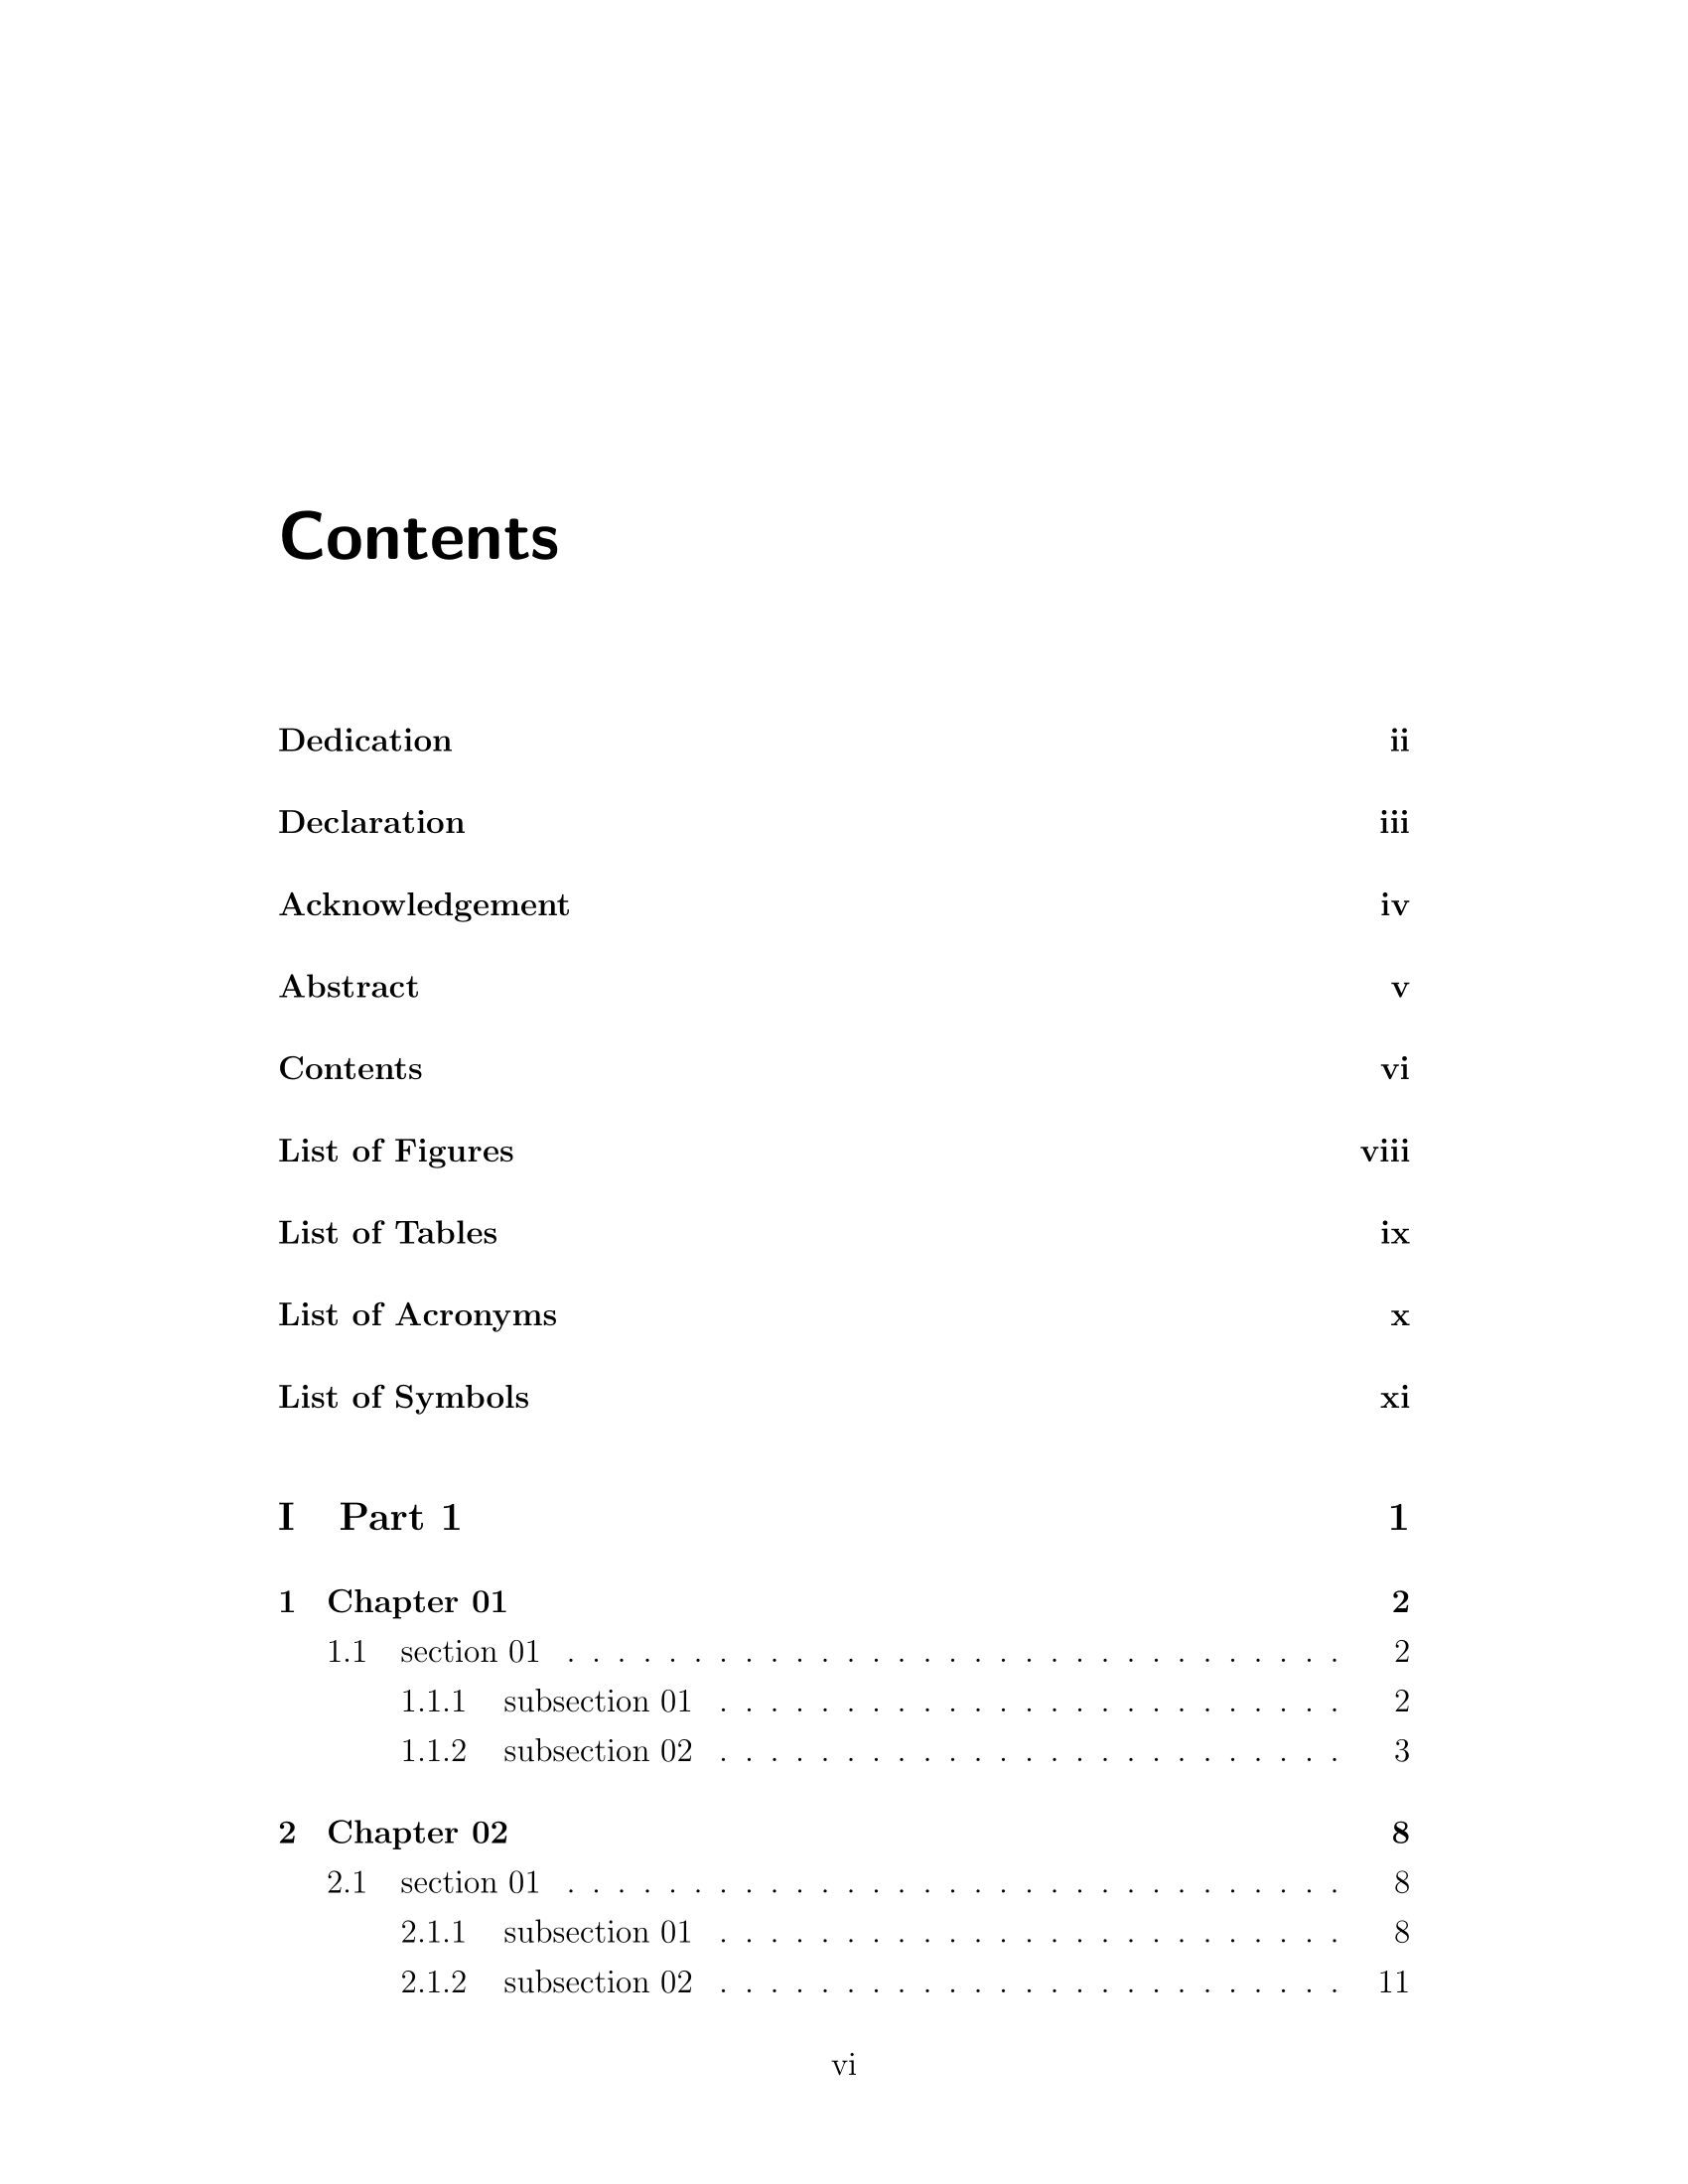 Contents
Dedication ii
Declaration iii
Acknowledgement iv
Abstract v
Contents vi
List of Figures viii
List of Tables ix
List of Acronyms x
List of Symbols xi
I Part 1 1
1 Chapter 01 2
1.1 section 01 . . . . . . . . . . . . . . . . . . . . . . . . . . . . . . . 2
1.1.1 subsection 01 . . . . . . . . . . . . . . . . . . . . . . . . . 2
1.1.2 subsection 02 . . . . . . . . . . . . . . . . . . . . . . . . . 3
2 Chapter 02 8
2.1 section 01 . . . . . . . . . . . . . . . . . . . . . . . . . . . . . . . 8
2.1.1 subsection 01 . . . . . . . . . . . . . . . . . . . . . . . . . 8
2.1.2 subsection 02 . . . . . . . . . . . . . . . . . . . . . . . . . 11
vi